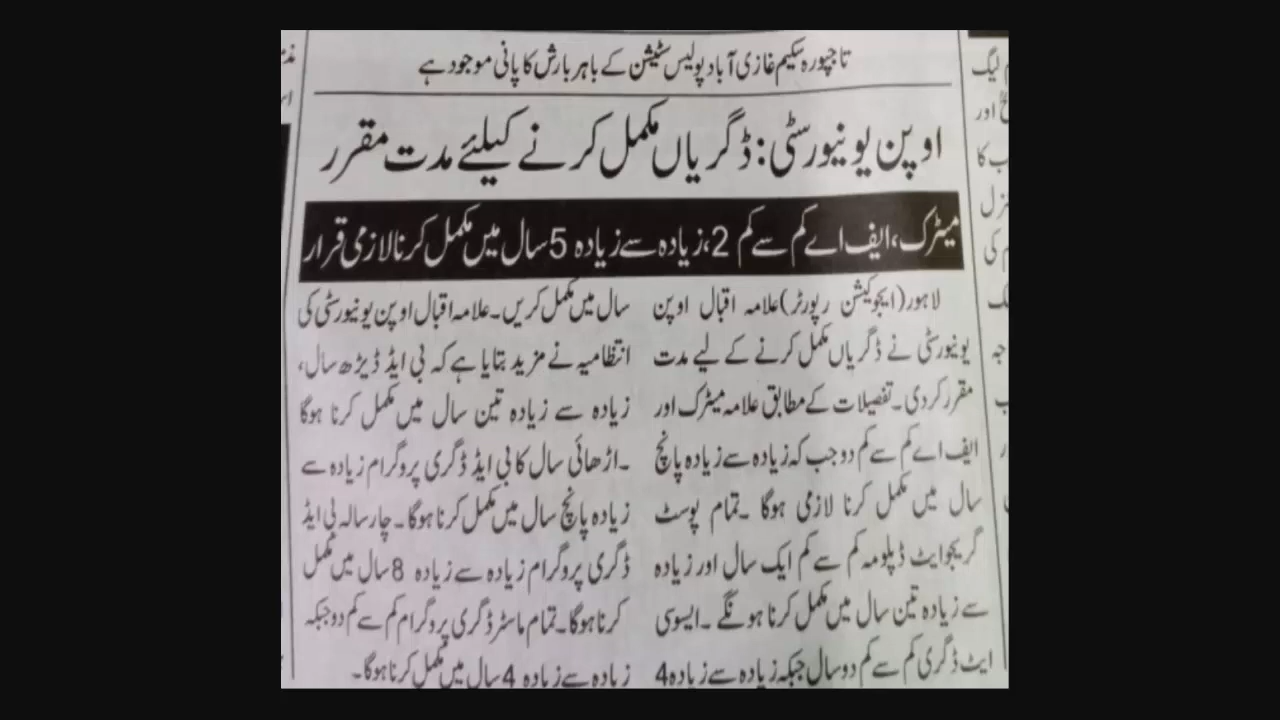 تاجپورہ سکیم غازی آباد پولیس سٹیشن کے باہر بارش کا پانی موجود ہے
اوپن یونیورسٹی: ڈگریاں مکمل کرنے کیلئے مدت مقرر
میٹرک، ایف اے کم سے کم 2، زیادہ سے زیادہ 5 سال میں مکمل کرنا لازمی قرار
لاہور (ایجوکیشن رپورٹر) علامہ اقبال اوپن
یونیورسٹی نے ڈگریاں مکمل کرنے کے لیے مدت
مقرر کر دی۔ تفصیلات کے مطابق علامہ میٹرک اور
ایف اے کم سے کم دو جب کہ زیادہ سے زیادہ پانچ
سال میں مکمل کرنا لازمی ہوگا ۔ تمام پوسٹ
گریجوایٹ ڈپلومہ کم سے کم ایک سال اور زیادہ
سے زیادہ تین سال میں مکمل کرنا ہونگے ۔ ایسوسی
ایٹ ڈگری کم سے کم دو سال جبکہ زیادہ سے زیادہ 4
سال میں مکمل کریں۔ علامہ اقبال اوپن یونیورسٹی کی
انتظامیہ نے مزید بتایا ہے کہ بی ایڈ ڈیڑھ سال،
زیادہ سے زیادہ تین سال میں مکمل کرنا ہوگا
۔ اڑھائی سال کا بی ایڈ ڈگری پروگرام زیادہ سے
زیادہ پانچ سال میں مکمل کرنا ہوگا۔ چار سالہ بی ایڈ
ڈگری پروگرام زیادہ سے زیادہ 8 سال میں مکمل
کرنا ہوگا۔ تمام ماسٹر ڈگری پروگرام کم سے کم دو جبکہ
زیادہ سے زیادہ 4 سال میں مکمل کرنا ہوگا۔
م لیگ
اور
ب کا
نزل
م کی
جہ